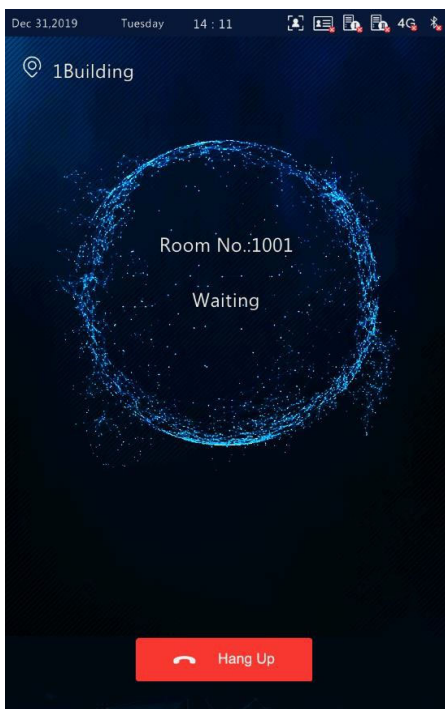 Dec 31,2019 Tuesday 14 : 11 4G
1Building
Room No.:1001
Waiting
Hang Up